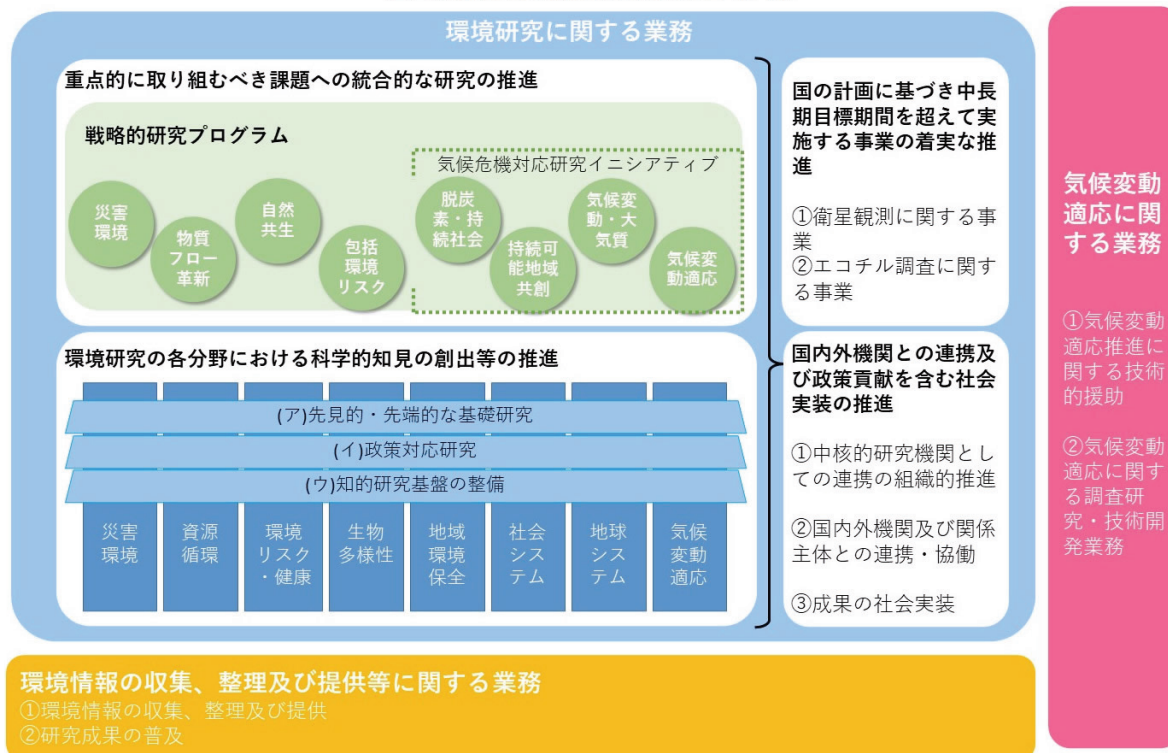 環境研究に関する業務
重点的に取り組むべき課題への統合的な研究の推進
戦略的研究プログラム
気候危機対応研究イニシアティブ
災害
環境
物質
フロー
革新
自然
共生
包括
環境
リスク
脱炭
素・持
続社会
持続可
能地域
共創
気候変
動・大
気質
気候変
動適応
環境研究の各分野における科学的知見の創出等の推進
(ア)先見的・先端的な基礎研究
(イ)政策対応研究
(ウ)知的研究基盤の整備
災害
環境
資源
循環
環境
リスク
・健康
生物
多様性
地域
環境
保全
社会
シス
テム
地球
シス
テム
気候
変動
適応
国の計画に基づき中長
期目標期間を超えて実
施する事業の着実な推
進
①衛星観測に関する事
業
②エコチル調査に関す
る事業
国内外機関との連携及
び政策貢献を含む社会
実装の推進
①中核的研究機関とし
ての連携の組織的推進
②国内外機関及び関係
主体との連携・協働
③成果の社会実装
気候変動
適応に関
する業務
①気候変動
適応推進に
関する技術
的援助
②気候変動
適応に関す
る調査研
究・技術開
発業務
環境情報の収集、整理及び提供等に関する業務
①環境情報の収集、整理及び提供
②研究成果の普及